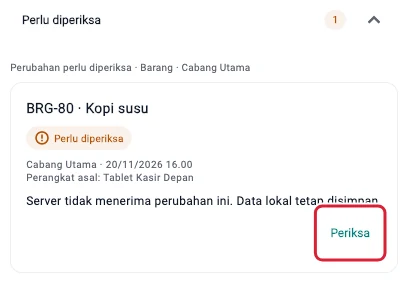 Perlu diperiksa 1
Perubahan perlu diperiksa · Barang · Cabang Utama
BRG-80 · Kopi susu
Perlu diperiksa
Cabang Utama · 20/11/2026 16.00
Perangkat asal: Tablet Kasir Depan
Server tidak menerima perubahan ini. Data lokal tetap disimpan
Periksa